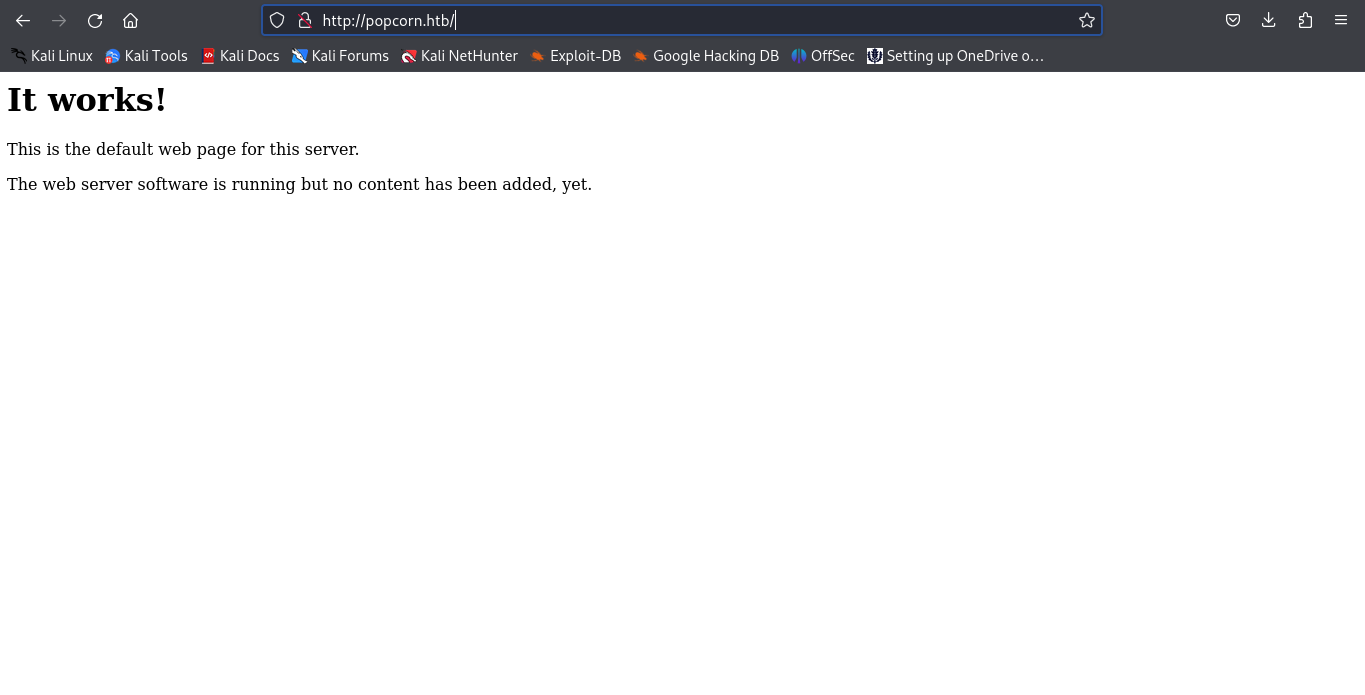 http://popcorn.htb/
Kali Linux Kali Tools Kali Docs Kali Forums Kali NetHunter Exploit-DB Google Hacking DB OffSec Setting up OneDrive o…
It works!
This is the default web page for this server.
The web server software is running but no content has been added, yet.